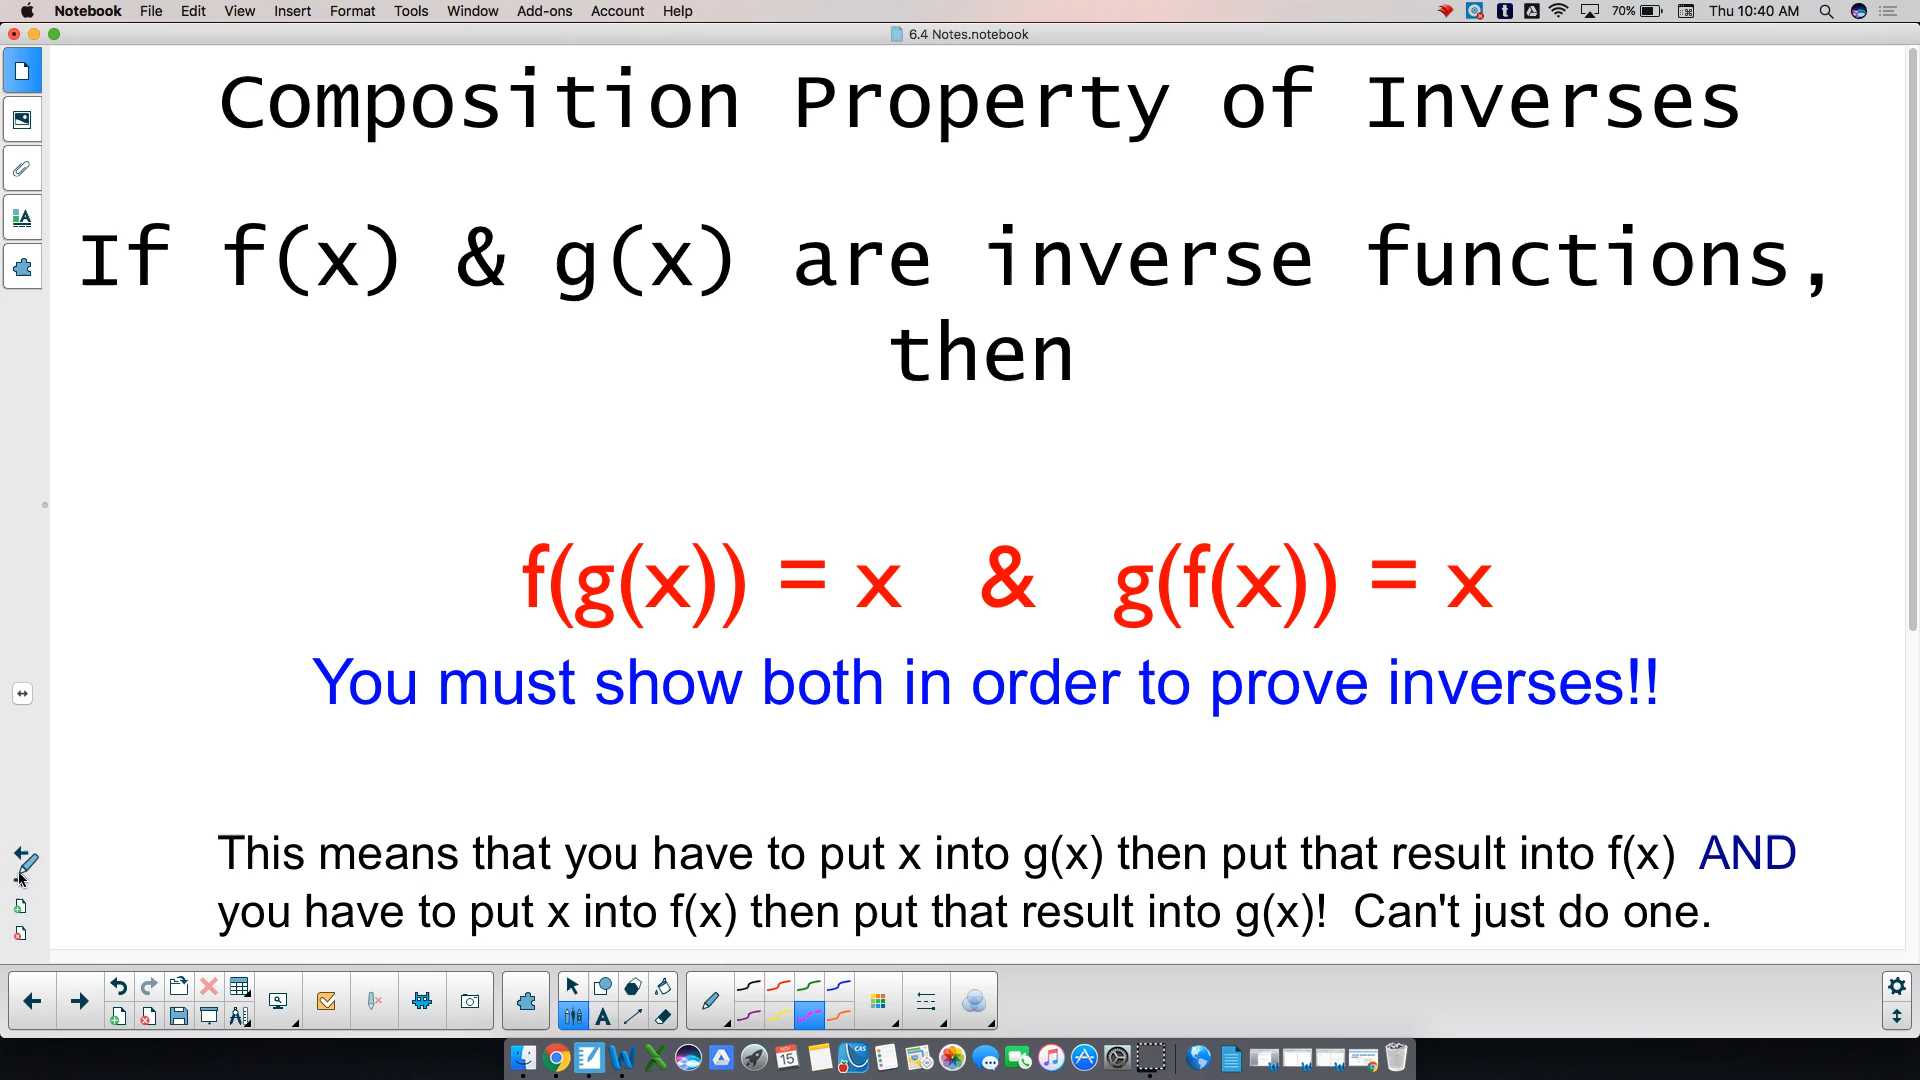 Notebook File Edit View Insert Format Tools Window Add-ons Account Help 70% Thu 10:40 AM
6.4 Notes.notebook
Composition Property of Inverses
If f(x) & g(x) are inverse functions,
then
f(g(x)) = x & g(f(x)) = x
You must show both in order to prove inverses!!
This means that you have to put x into g(x) then put that result into f(x) AND
you have to put x into f(x) then put that result into g(x)! Can't just do one.